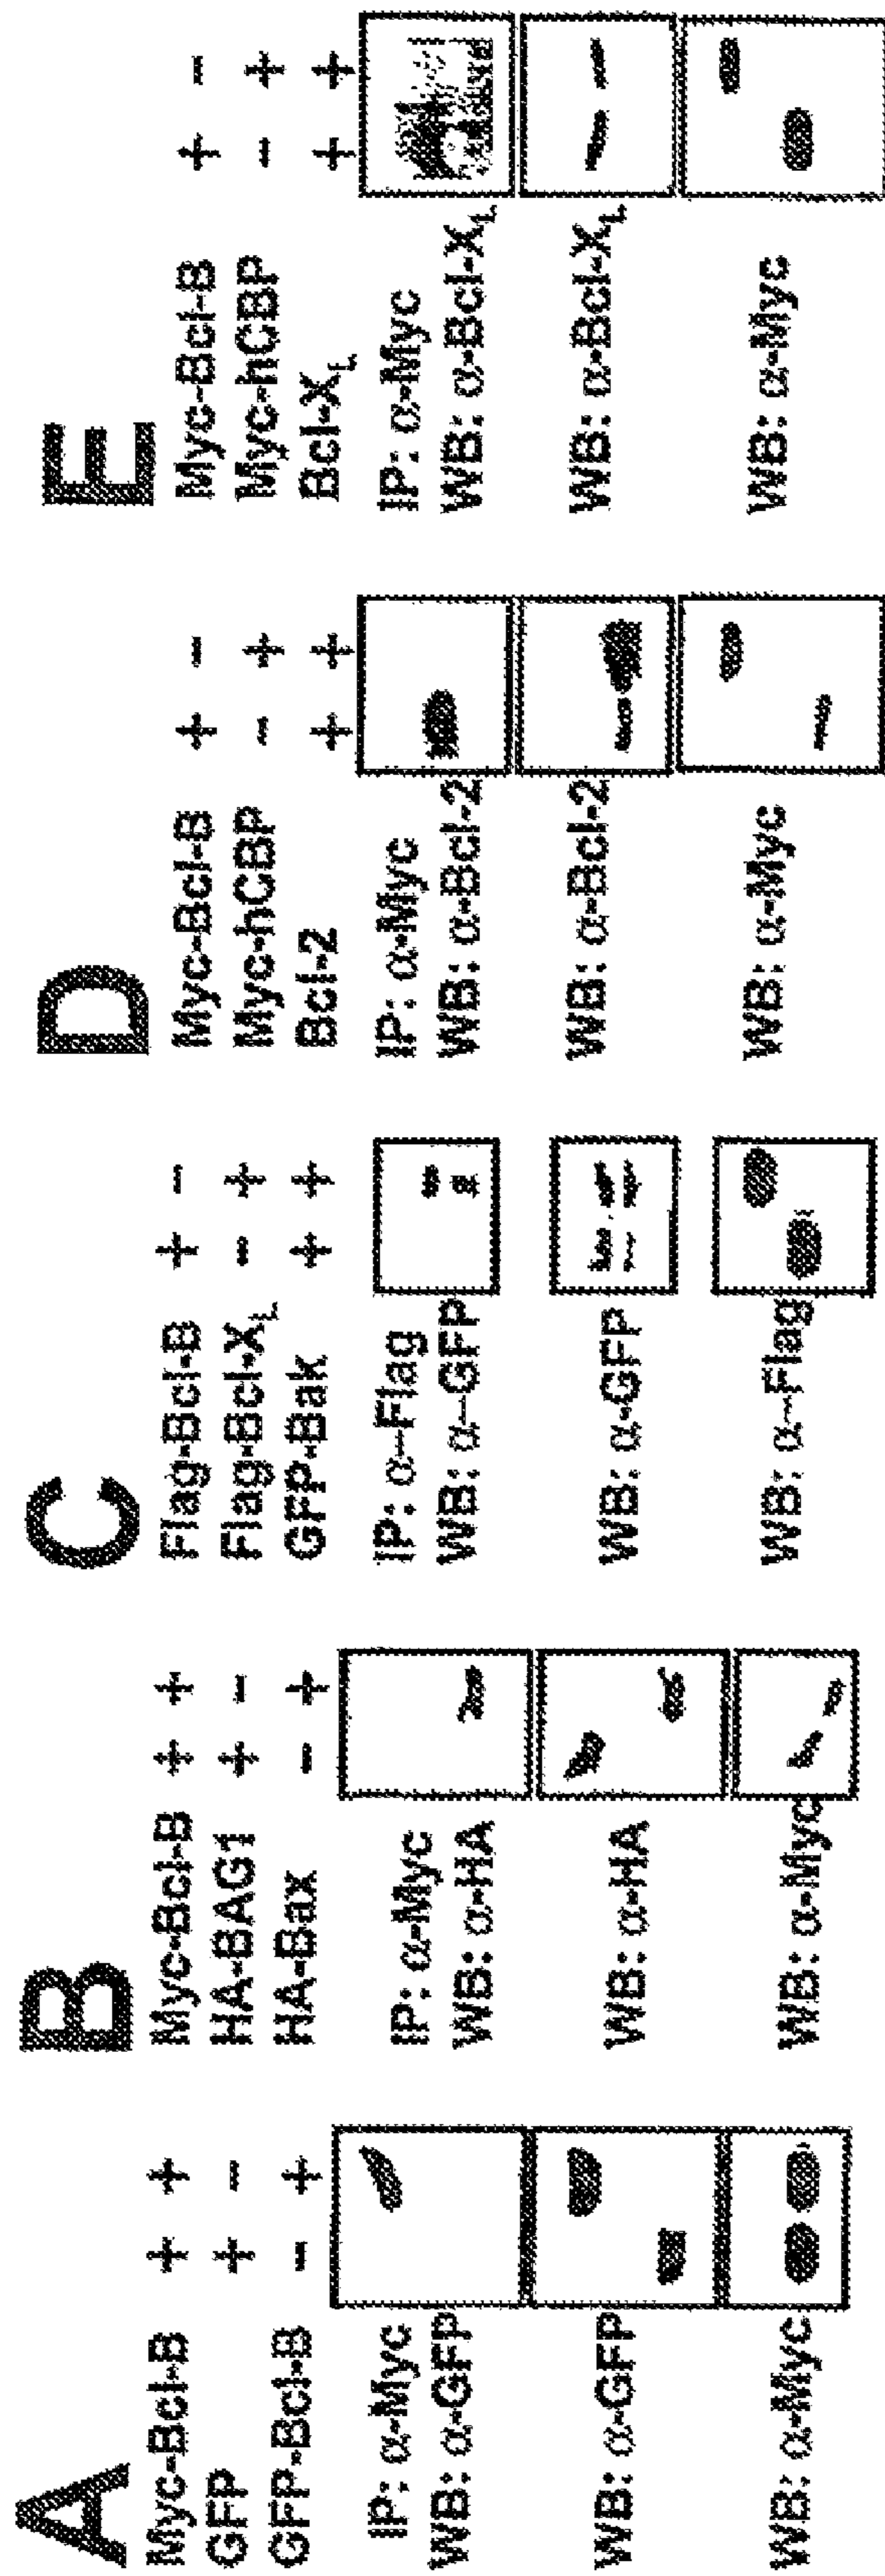 A
Myc-Bcl-B + +
GFP + -
GFP-Bcl-B - +
IP: α-Myc
WB: α-GFP
WB: α-GFP
WB: α-Myc
B
Myc-Bcl-B + +
HA-BAG1 + -
HA-Bax - +
IP: α-Myc
WB: α-HA
WB: α-HA
WB: α-Myc
C
Flag-Bcl-B + -
Flag-Bcl-XL - +
GFP-Bak + +
IP: α-Flag
WB: α-GFP
WB: α-GFP
WB: α-Flag
D
Myc-Bcl-B + -
Myc-hCBP - +
Bcl-2 + +
IP: α-Myc
WB: α-Bcl-2
WB: α-Bcl-2
WB: α-Myc
E
Myc-Bcl-B + -
Myc-hCBP - +
Bcl-XL + +
IP: α-Myc
WB: α-Bcl-XL
WB: α-Bcl-XL
WB: α-Myc